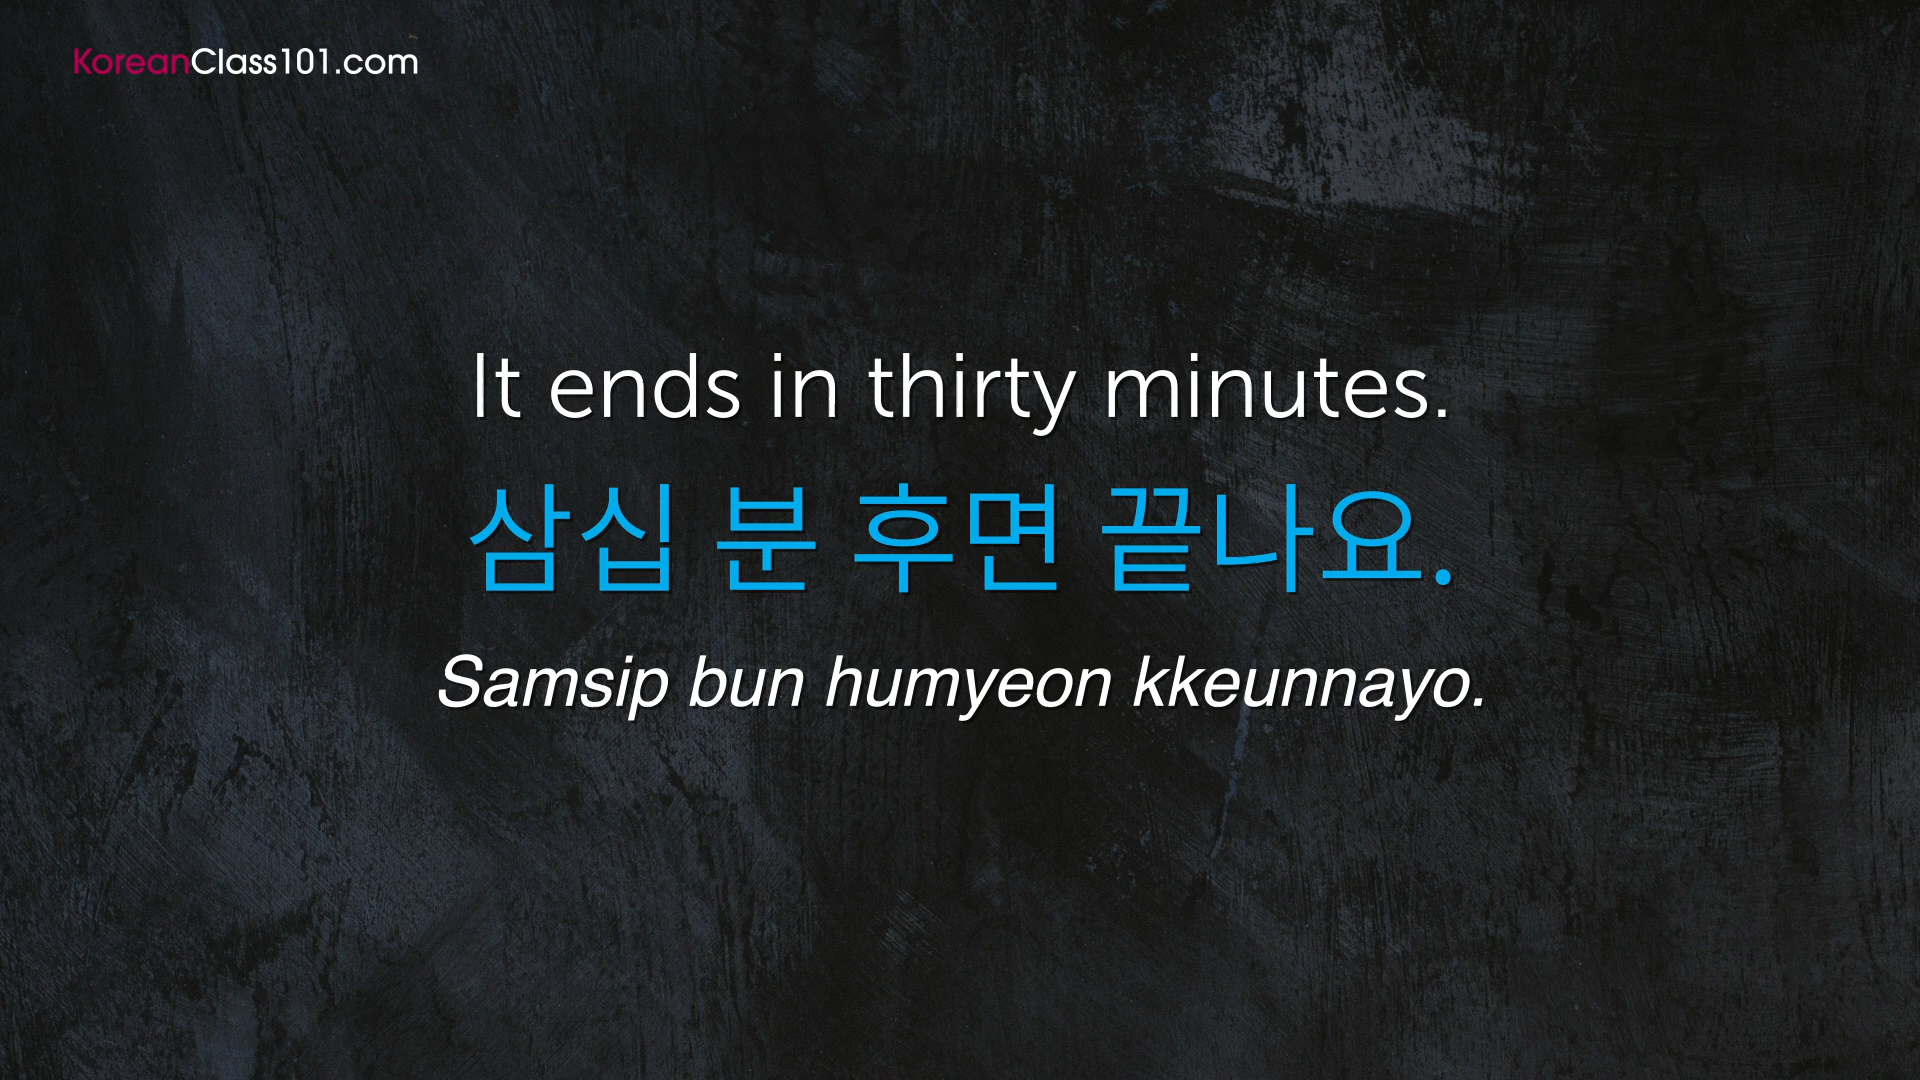 KoreanClass101.com
It ends in thirty minutes.
삼십 분 후면 끝나요.
Samsip bun humyeon kkeunnayo.